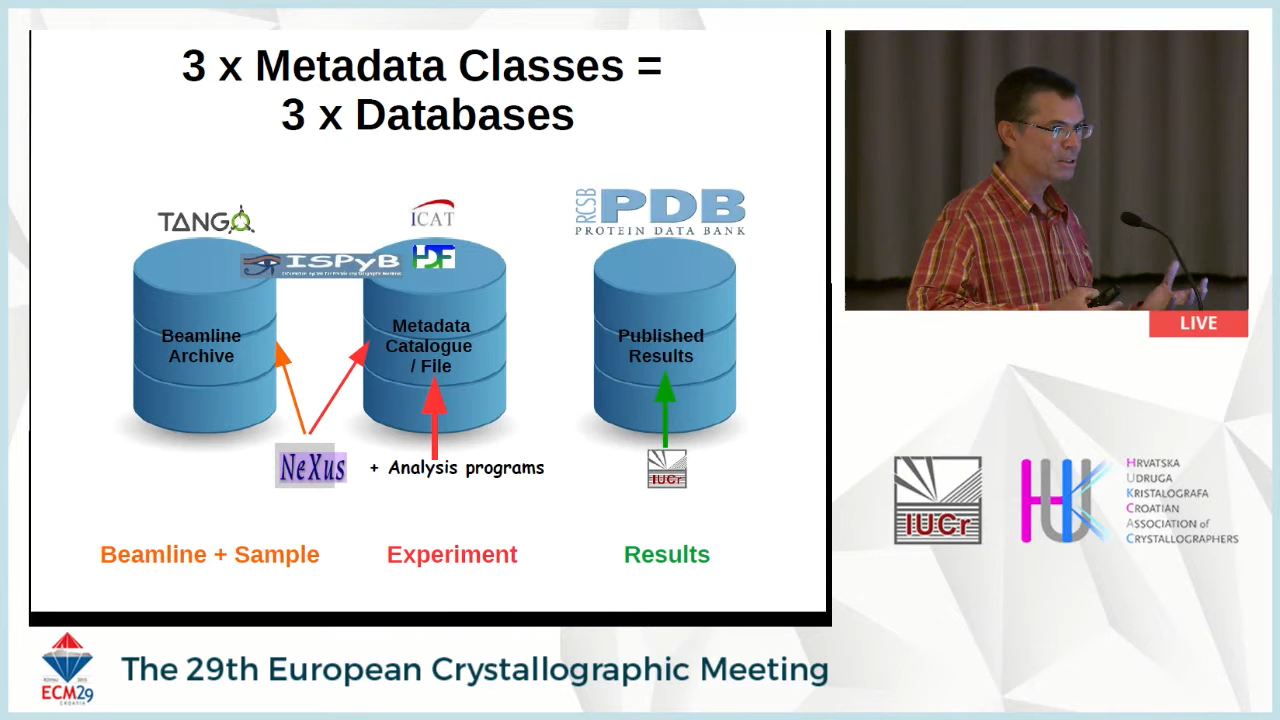 3 x Metadata Classes =
3 x Databases
TANGO
ICAT
RCSB
PDB
PROTEIN DATA BANK
ISPyB
HDF
Beamline
Archive
Metadata
Catalogue
/ File
Published
Results
NeXus
+ Analysis programs
IUCr
Beamline + Sample
Experiment
Results
LIVE
IUCr
HUK
HRVATSKA
UDRUGA
KRISTALOGRAFA
CROATIAN
ASSOCIATION of
CRYSTALLOGRAPHERS
ECM29
CROATIA
The 29th European Crystallographic Meeting